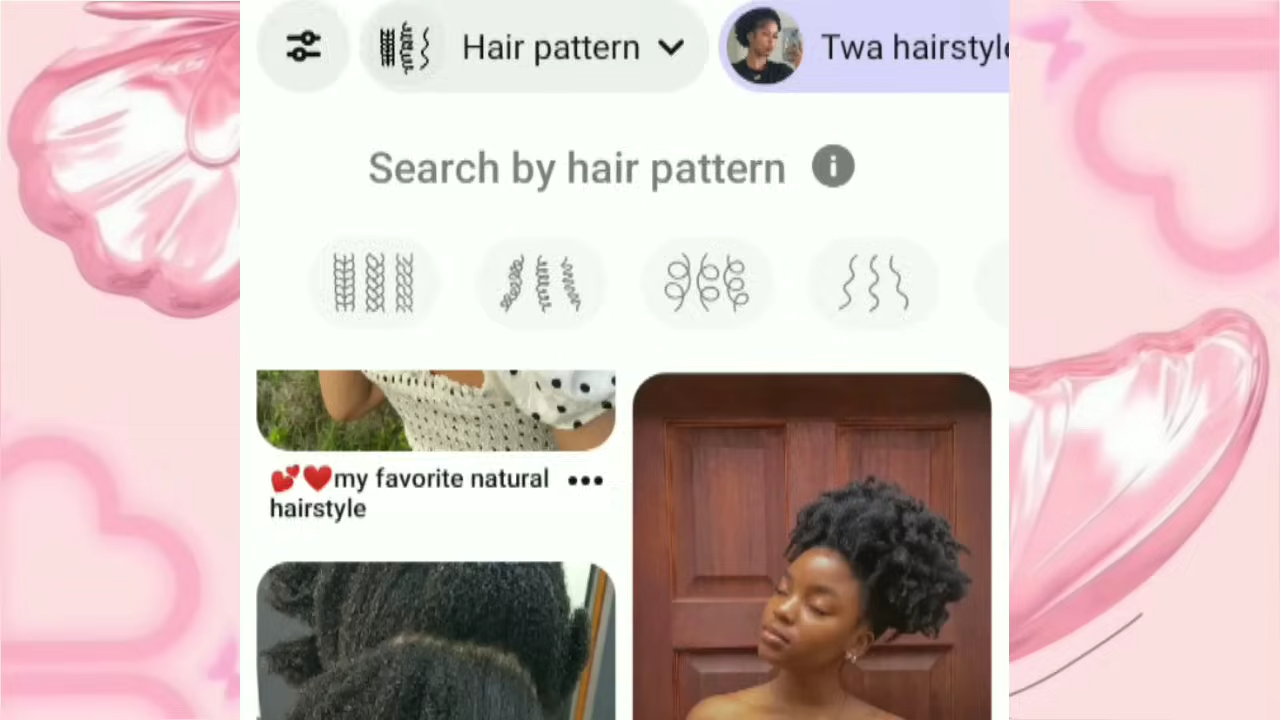 Hair pattern
Twa hairstyle
Search by hair pattern
💕❤️my favorite natural
hairstyle